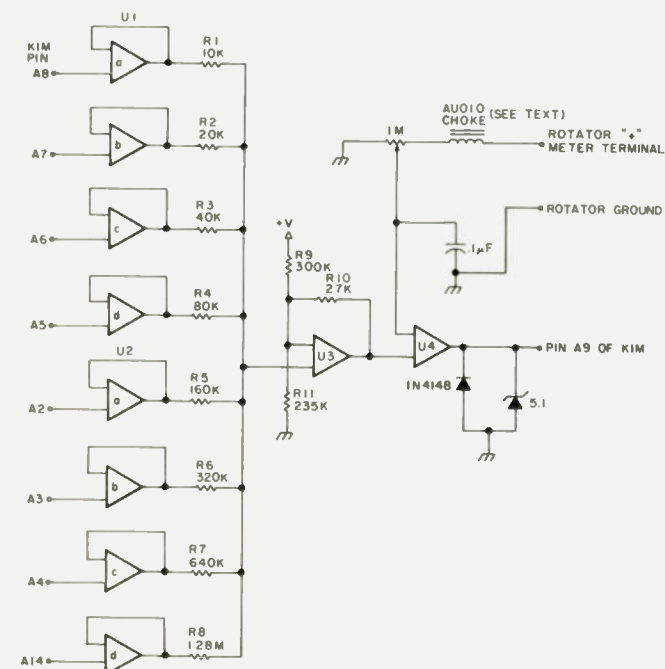 U1
KIM
PIN
A8
a
R1
10K
A7
b
R2
20K
A6
c
R3
40K
A5
d
R4
80K
U2
A2
a
R5
160K
A3
b
R6
320K
A4
c
R7
640K
A14
d
R8
1.28M
+V
R9
300K
R10
27K
U3
R11
235K
1M
AUDIO
CHOKE (SEE TEXT)
ROTATOR "+"
METER TERMINAL
ROTATOR GROUND
.1µF
U4
PIN A9 OF KIM
1N4148
5.1